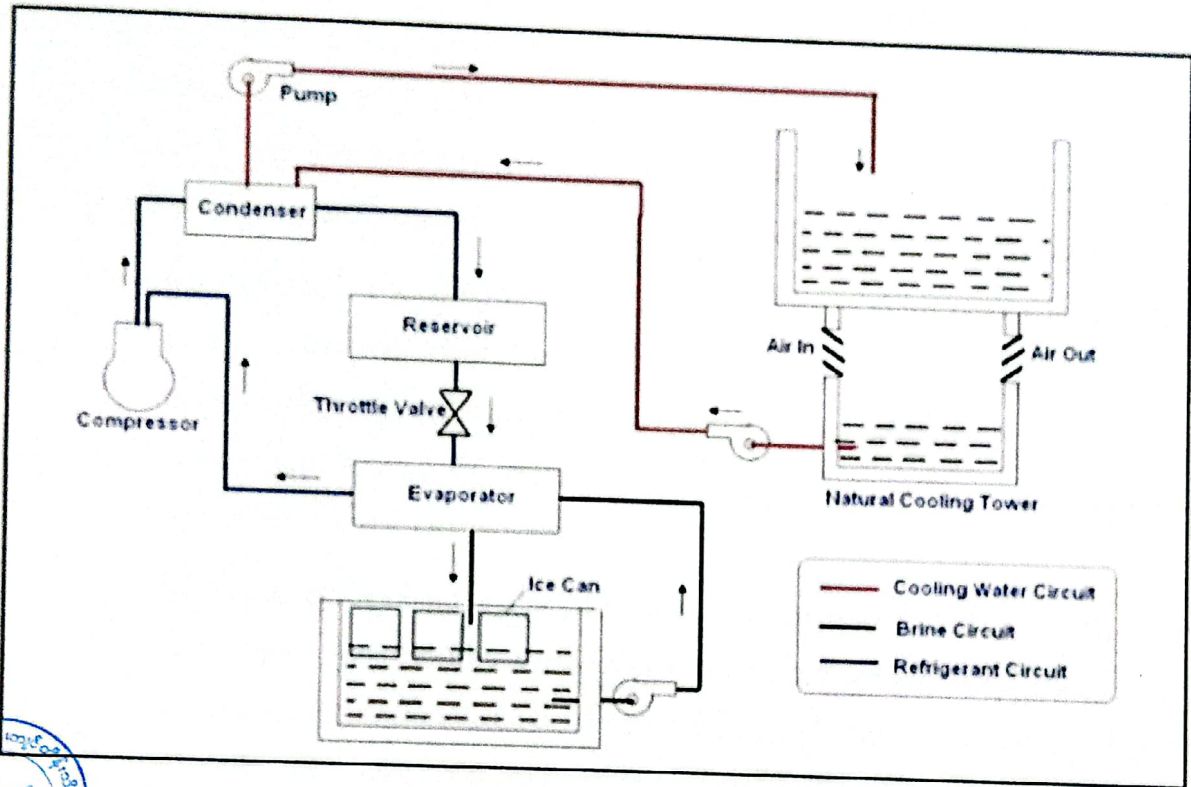 Pump
Condenser
Reservoir
Air In
Air Out
Throttle Valve
Compressor
Evaporator
Natural Cooling Tower
Ice Can
Cooling Water Circuit
Brine Circuit
Refrigerant Circuit